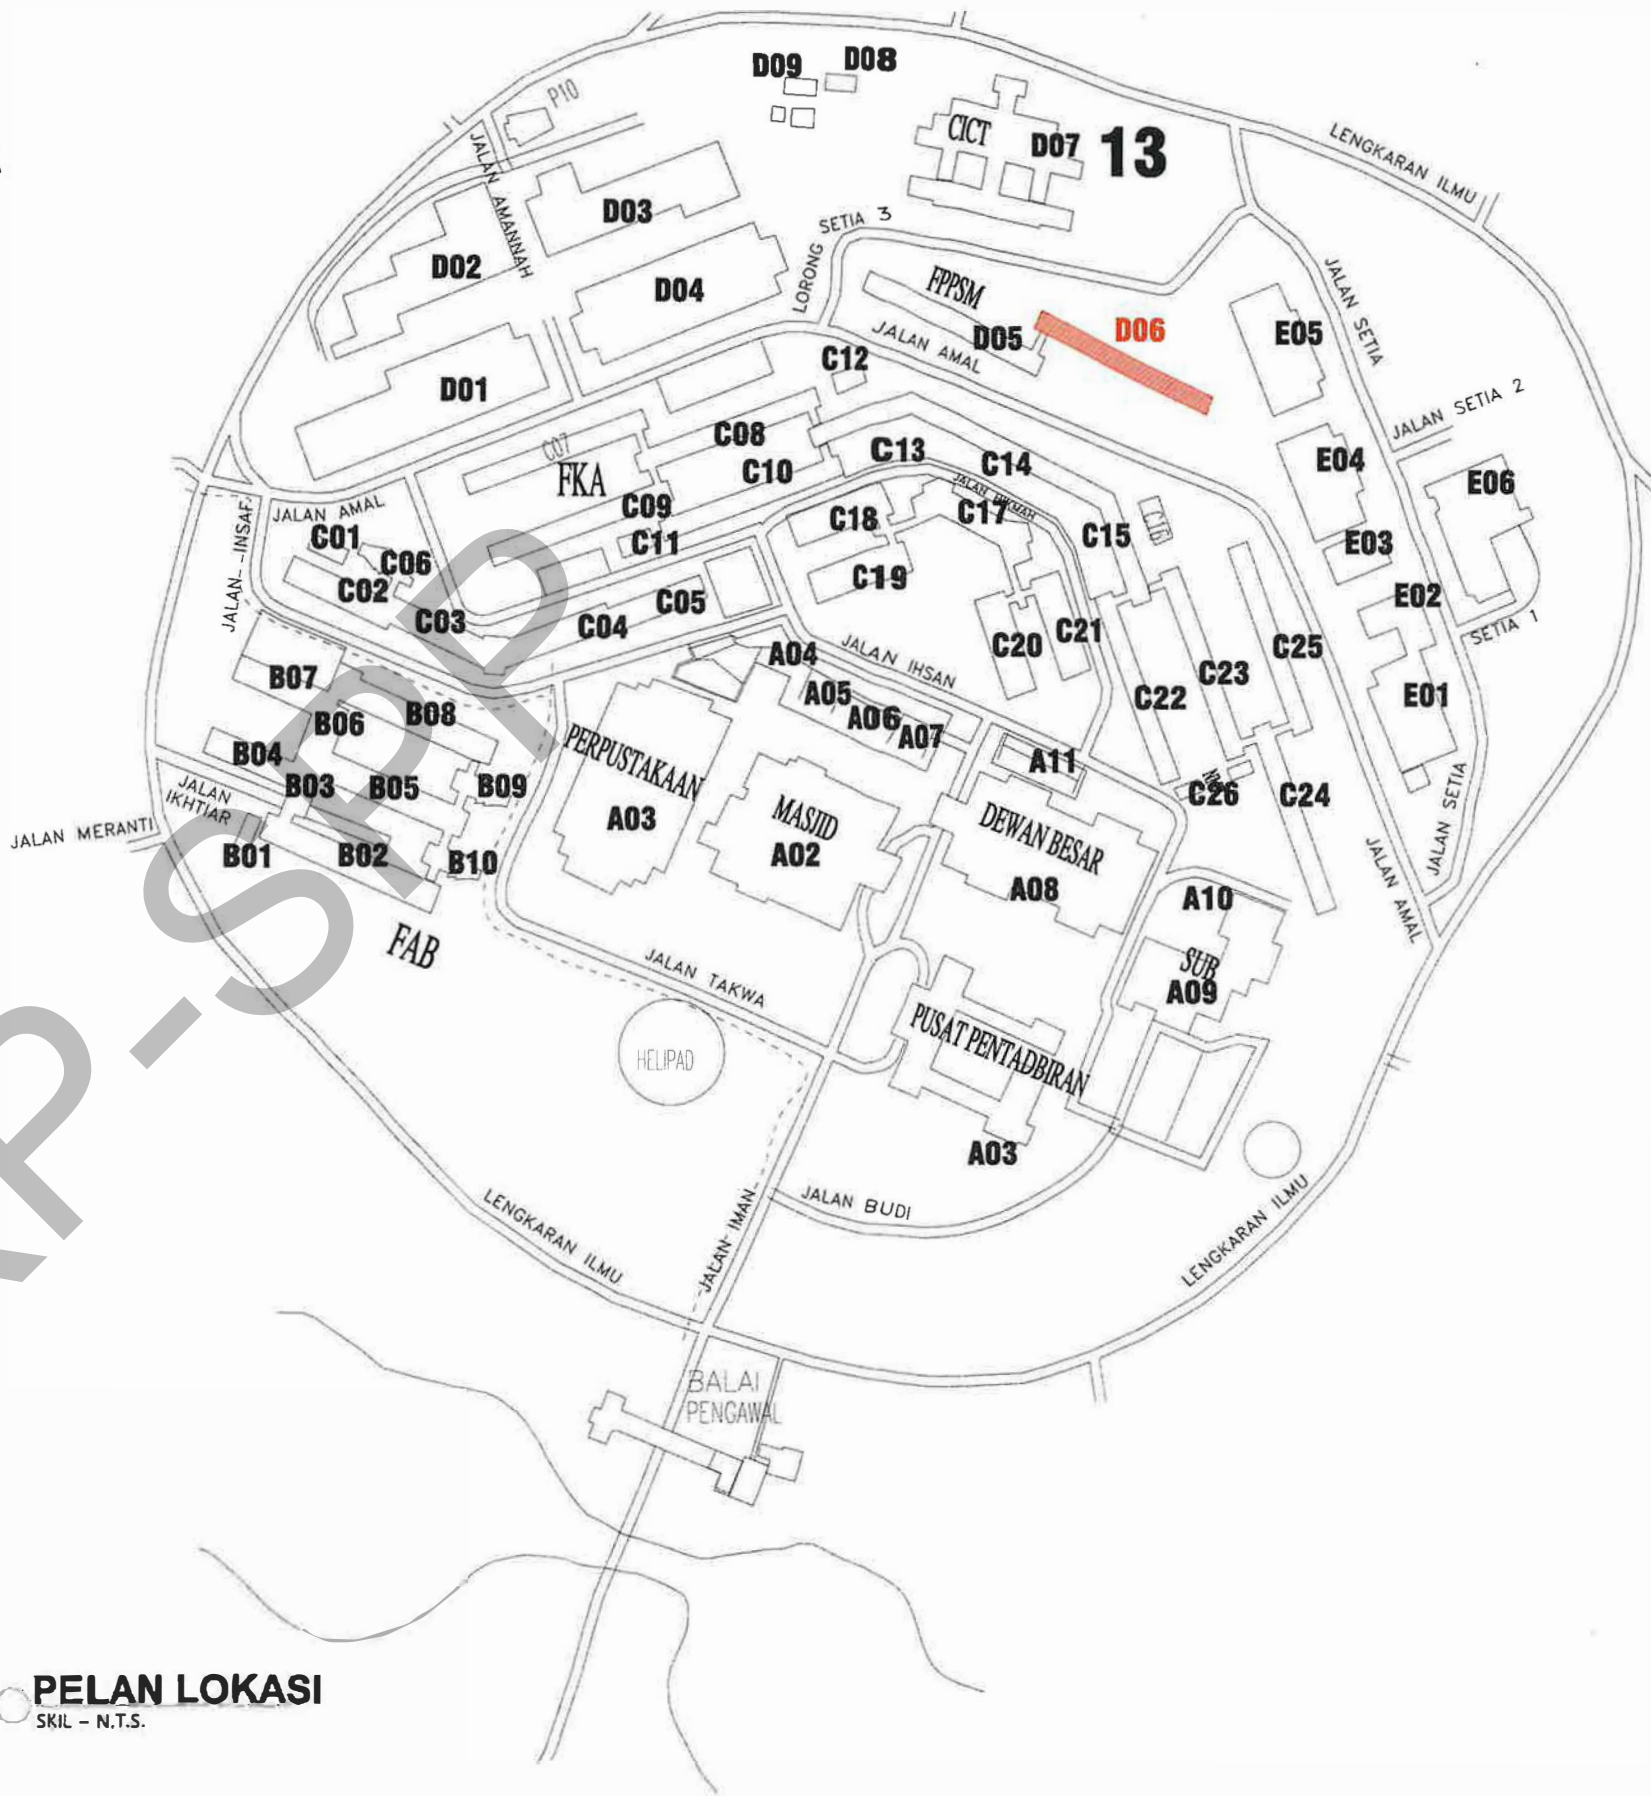 D09
D08
P10
CICT
D07
13
LENGKARAN ILMU
JALAN AMANNAH
D03
LORONG SETIA 3
D02
D04
FPPSM
D05
D06
JALAN SETIA
E05
JALAN AMAL
C12
D01
JALAN SETIA 2
C08
C07
FKA
C10
C13
C14
E04
E06
JALAN INSAF
JALAN AMAL
C09
C18
C17
C15
C16
C01
C11
E03
C06
C02
C19
E02
C05
C03
C04
SETIA 1
C20
C21
C25
JALAN IHSAN
A04
B07
C23
A05
C22
E01
B08
A06
B06
A07
B04
PERPUSTAKAAN
A03
A11
B03
B05
B09
C26
C24
JALAN
IKHTIAR
MASJID
A02
DEWAN BESAR
A08
JALAN SETIA
JALAN MERANTI
B01
B02
B10
A10
JALAN AMAL
FAB
SUB
A09
JALAN TAKWA
PUSAT PENTADBIRAN
HELIPAD
A03
JALAN BUDI
JALAN IMAN
LENGKARAN ILMU
LENGKARAN ILMU
BALAI
PENGAWAL
P-SPP
PELAN LOKASI
SKIL - N.T.S.